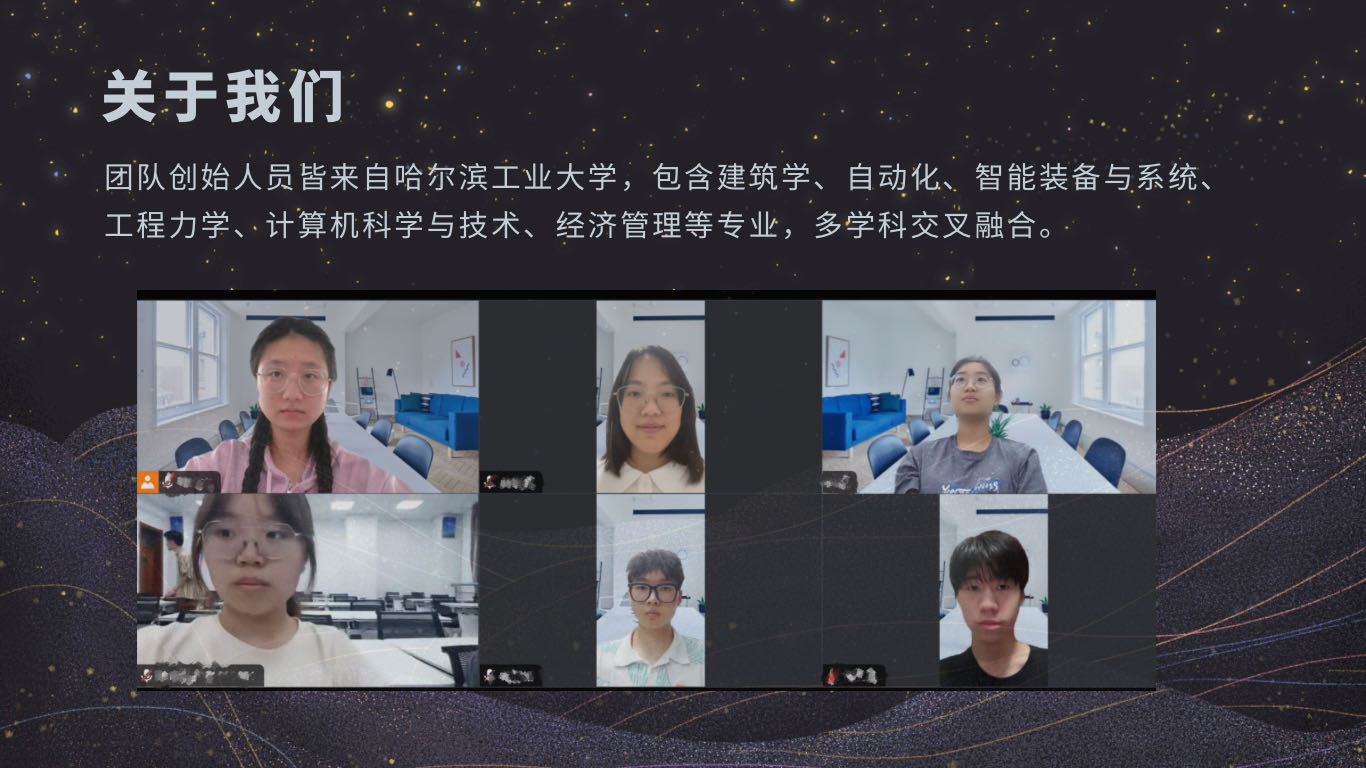 关于我们
团队创始人员皆来自哈尔滨工业大学，包含建筑学、自动化、智能装备与系统、
工程力学、计算机科学与技术、经济管理等专业，多学科交叉融合。